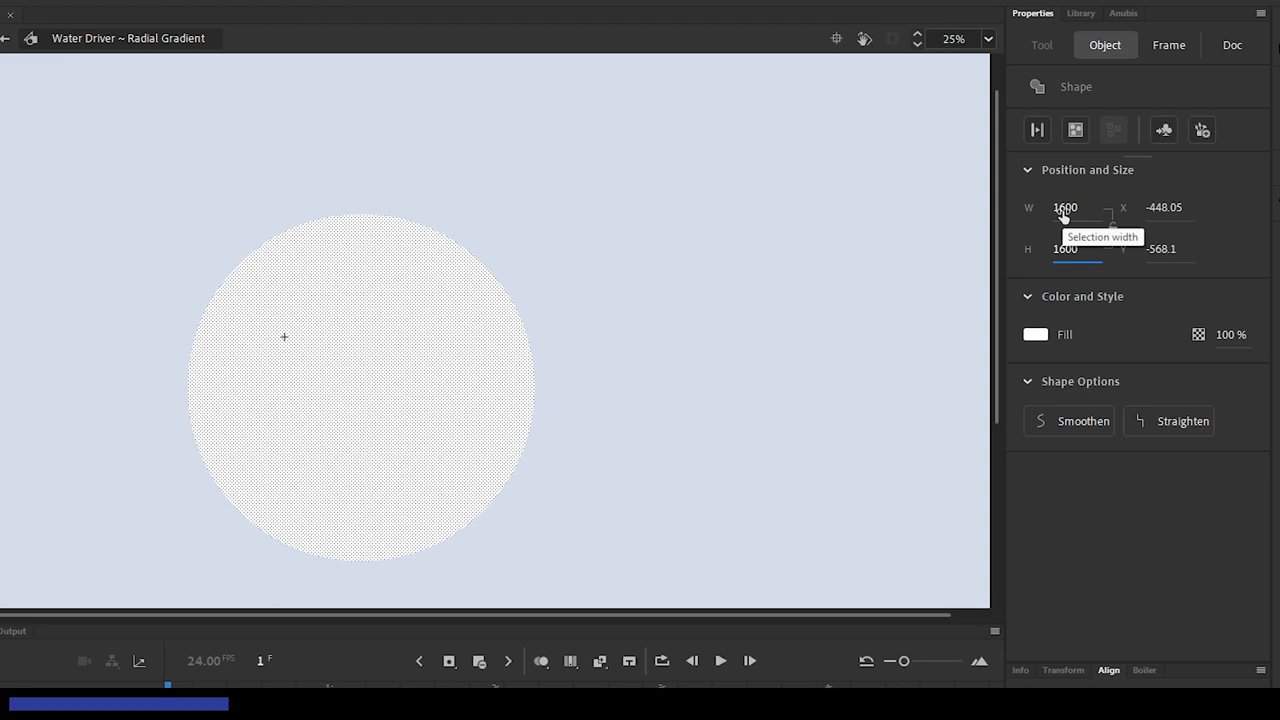 Properties Library Anubis
Water Driver ~ Radial Gradient 25%
Tool Object Frame Doc
Shape
Position and Size
W 1600 X -448.05
Selection width
H 1600 Y -568.1
Color and Style
Fill 100 %
Shape Options
Smoothen Straighten
Output
24.00 FPS 1 F
Info Transform Align Boiler